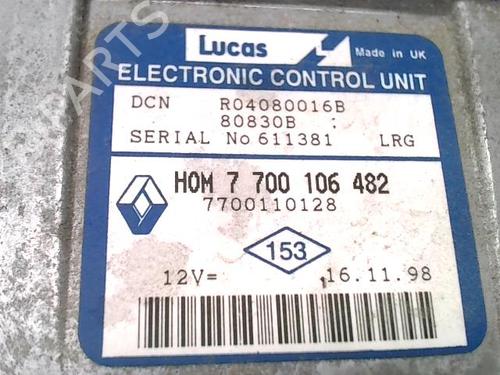 Lucas
Made in UK
ELECTRONIC CONTROL UNIT
DCN R04080016B
80830B :
SERIAL No 611381 LRG
HOM 7 700 106 482
7700110128
153
12V= 16.11.98
PARTS